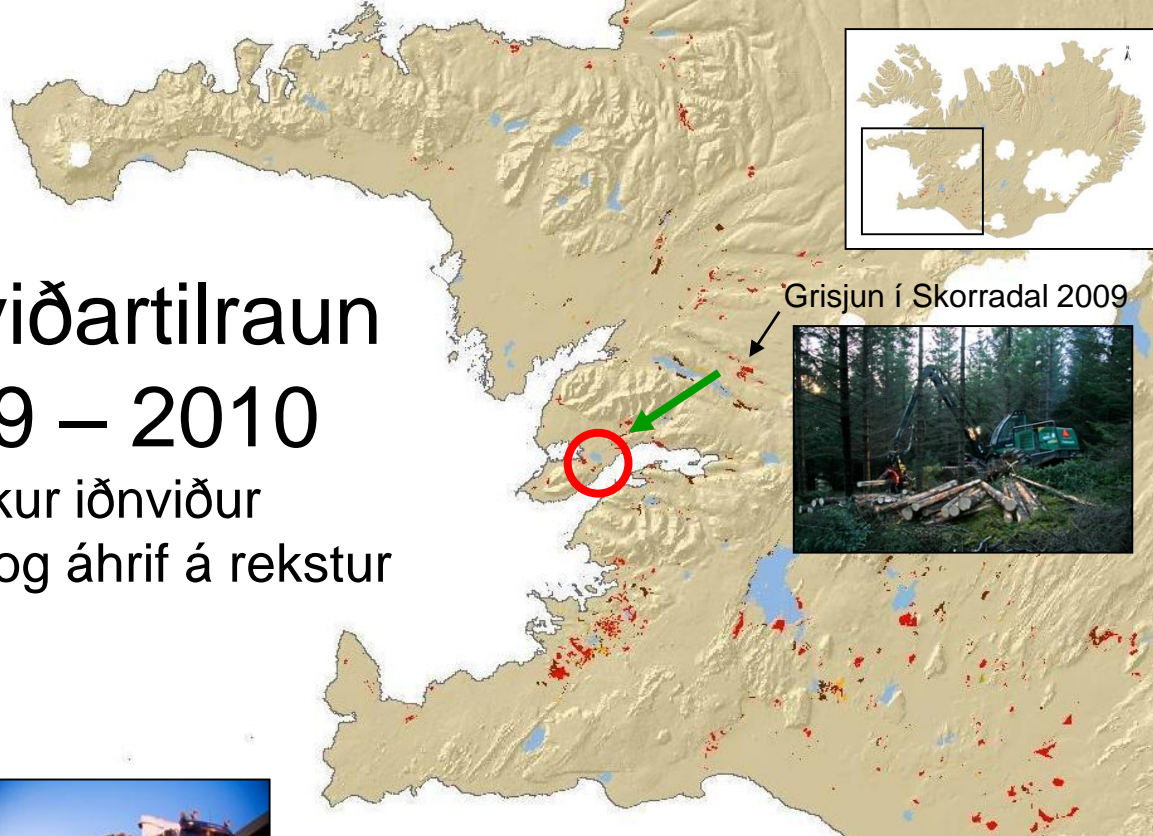 viðartilraun
9 – 2010
kur iðnviður
og áhrif á rekstur
Grisjun í Skorradal 2009